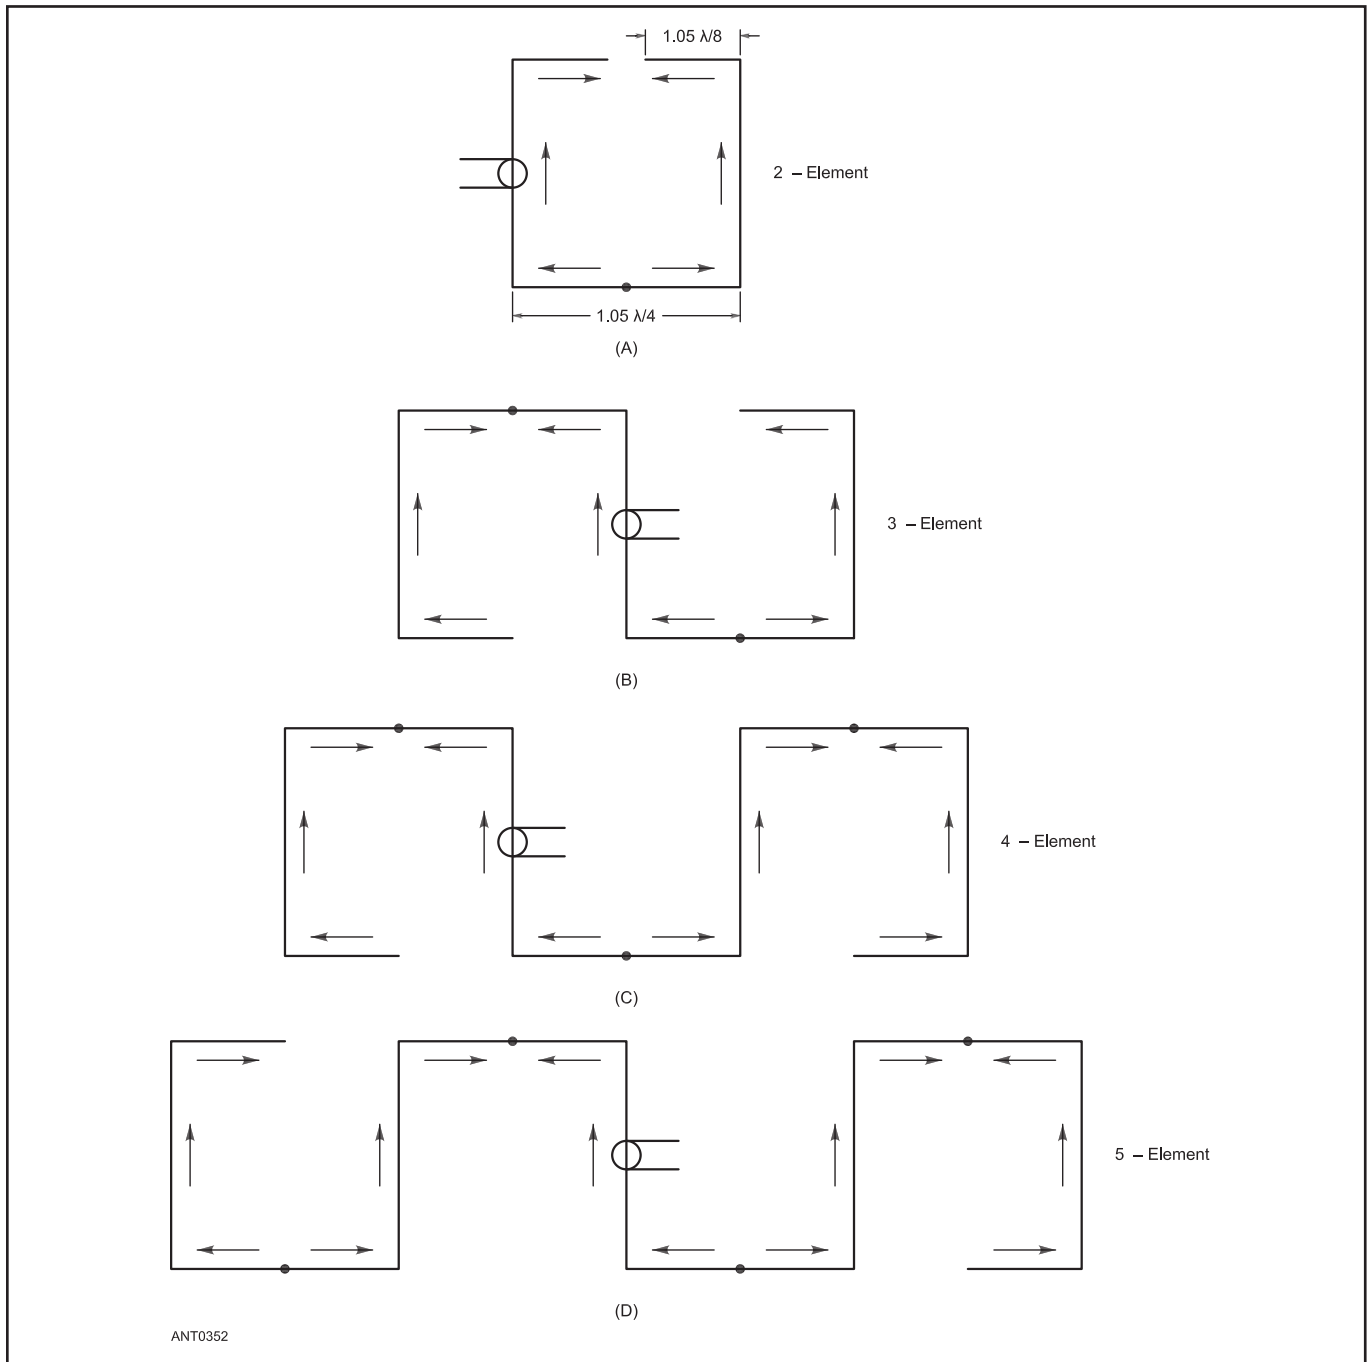 1.05 λ/8
2 – Element
1.05 λ/4
(A)
3 – Element
(B)
4 – Element
(C)
5 – Element
(D)
ANT0352